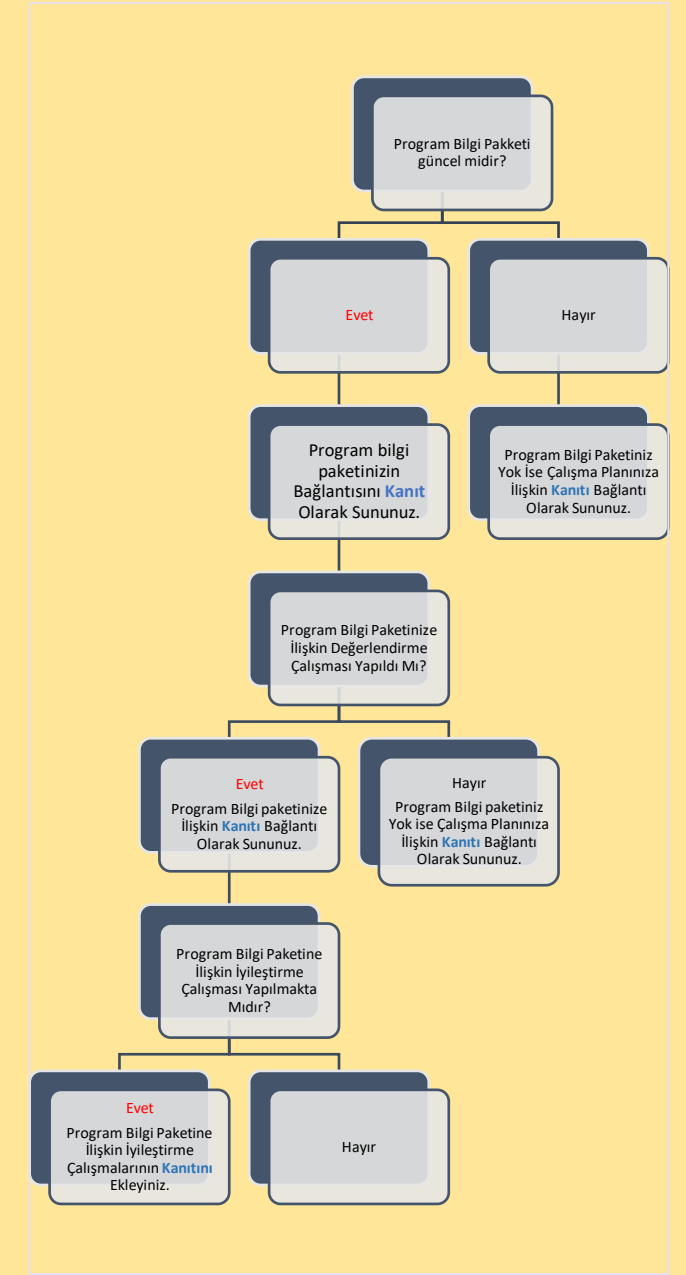 Program Bilgi Pakketi
güncel midir?
Evet
Hayır
Program bilgi
paketinizin
Bağlantısını Kanıt
Olarak Sununuz.
Program Bilgi Paketiniz
Yok İse Çalışma Planınıza
İlişkin Kanıtı Bağlantı
Olarak Sununuz.
Program Bilgi Paketinize
İlişkin Değerlendirme
Çalışması Yapıldı Mı?
Evet
Program Bilgi paketinize
İlişkin Kanıtı Bağlantı
Olarak Sununuz.
Hayır
Program Bilgi paketiniz
Yok ise Çalışma Planınıza
İlişkin Kanıtı Bağlantı
Olarak Sununuz.
Program Bilgi Paketine
İlişkin İyileştirme
Çalışması Yapılmakta
Mıdır?
Evet
Program Bilgi Paketine
İlişkin İyileştirme
Çalışmalarının Kanıtını
Ekleyiniz.
Hayır